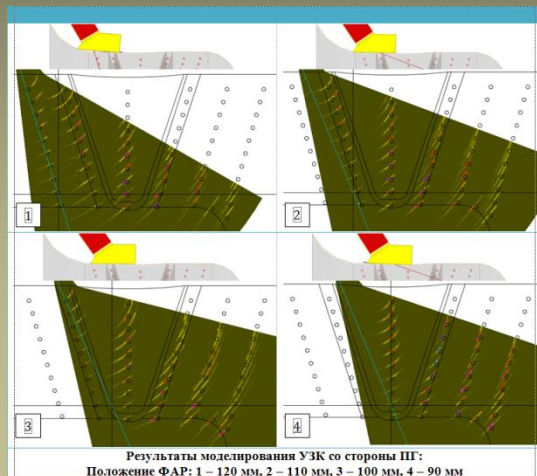 1
2
3
4
Результаты моделирования УЗК со стороны ПГ:
Положение ФАР: 1 – 120 мм, 2 – 110 мм, 3 – 100 мм, 4 – 90 мм